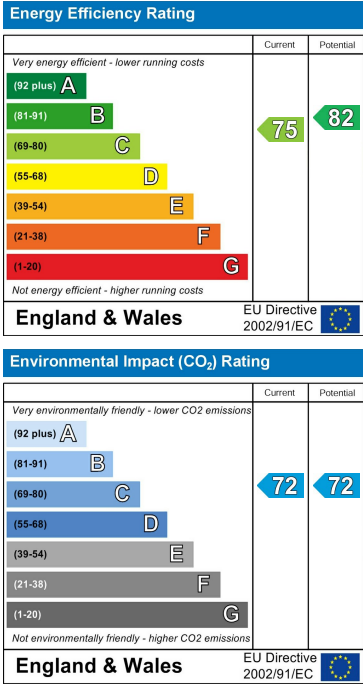 Energy Efficiency Rating
Current Potential
Very energy efficient - lower running costs
(92 plus) A
(81-91) B
(69-80) C
(55-68) D
(39-54) E
(21-38) F
(1-20) G
75
82
Not energy efficient - higher running costs
England & Wales
EU Directive
2002/91/EC
Environmental Impact (CO₂) Rating
Current Potential
Very environmentally friendly - lower CO2 emissions
(92 plus) A
(81-91) B
(69-80) C
(55-68) D
(39-54) E
(21-38) F
(1-20) G
72
72
Not environmentally friendly - higher CO2 emissions
England & Wales
EU Directive
2002/91/EC